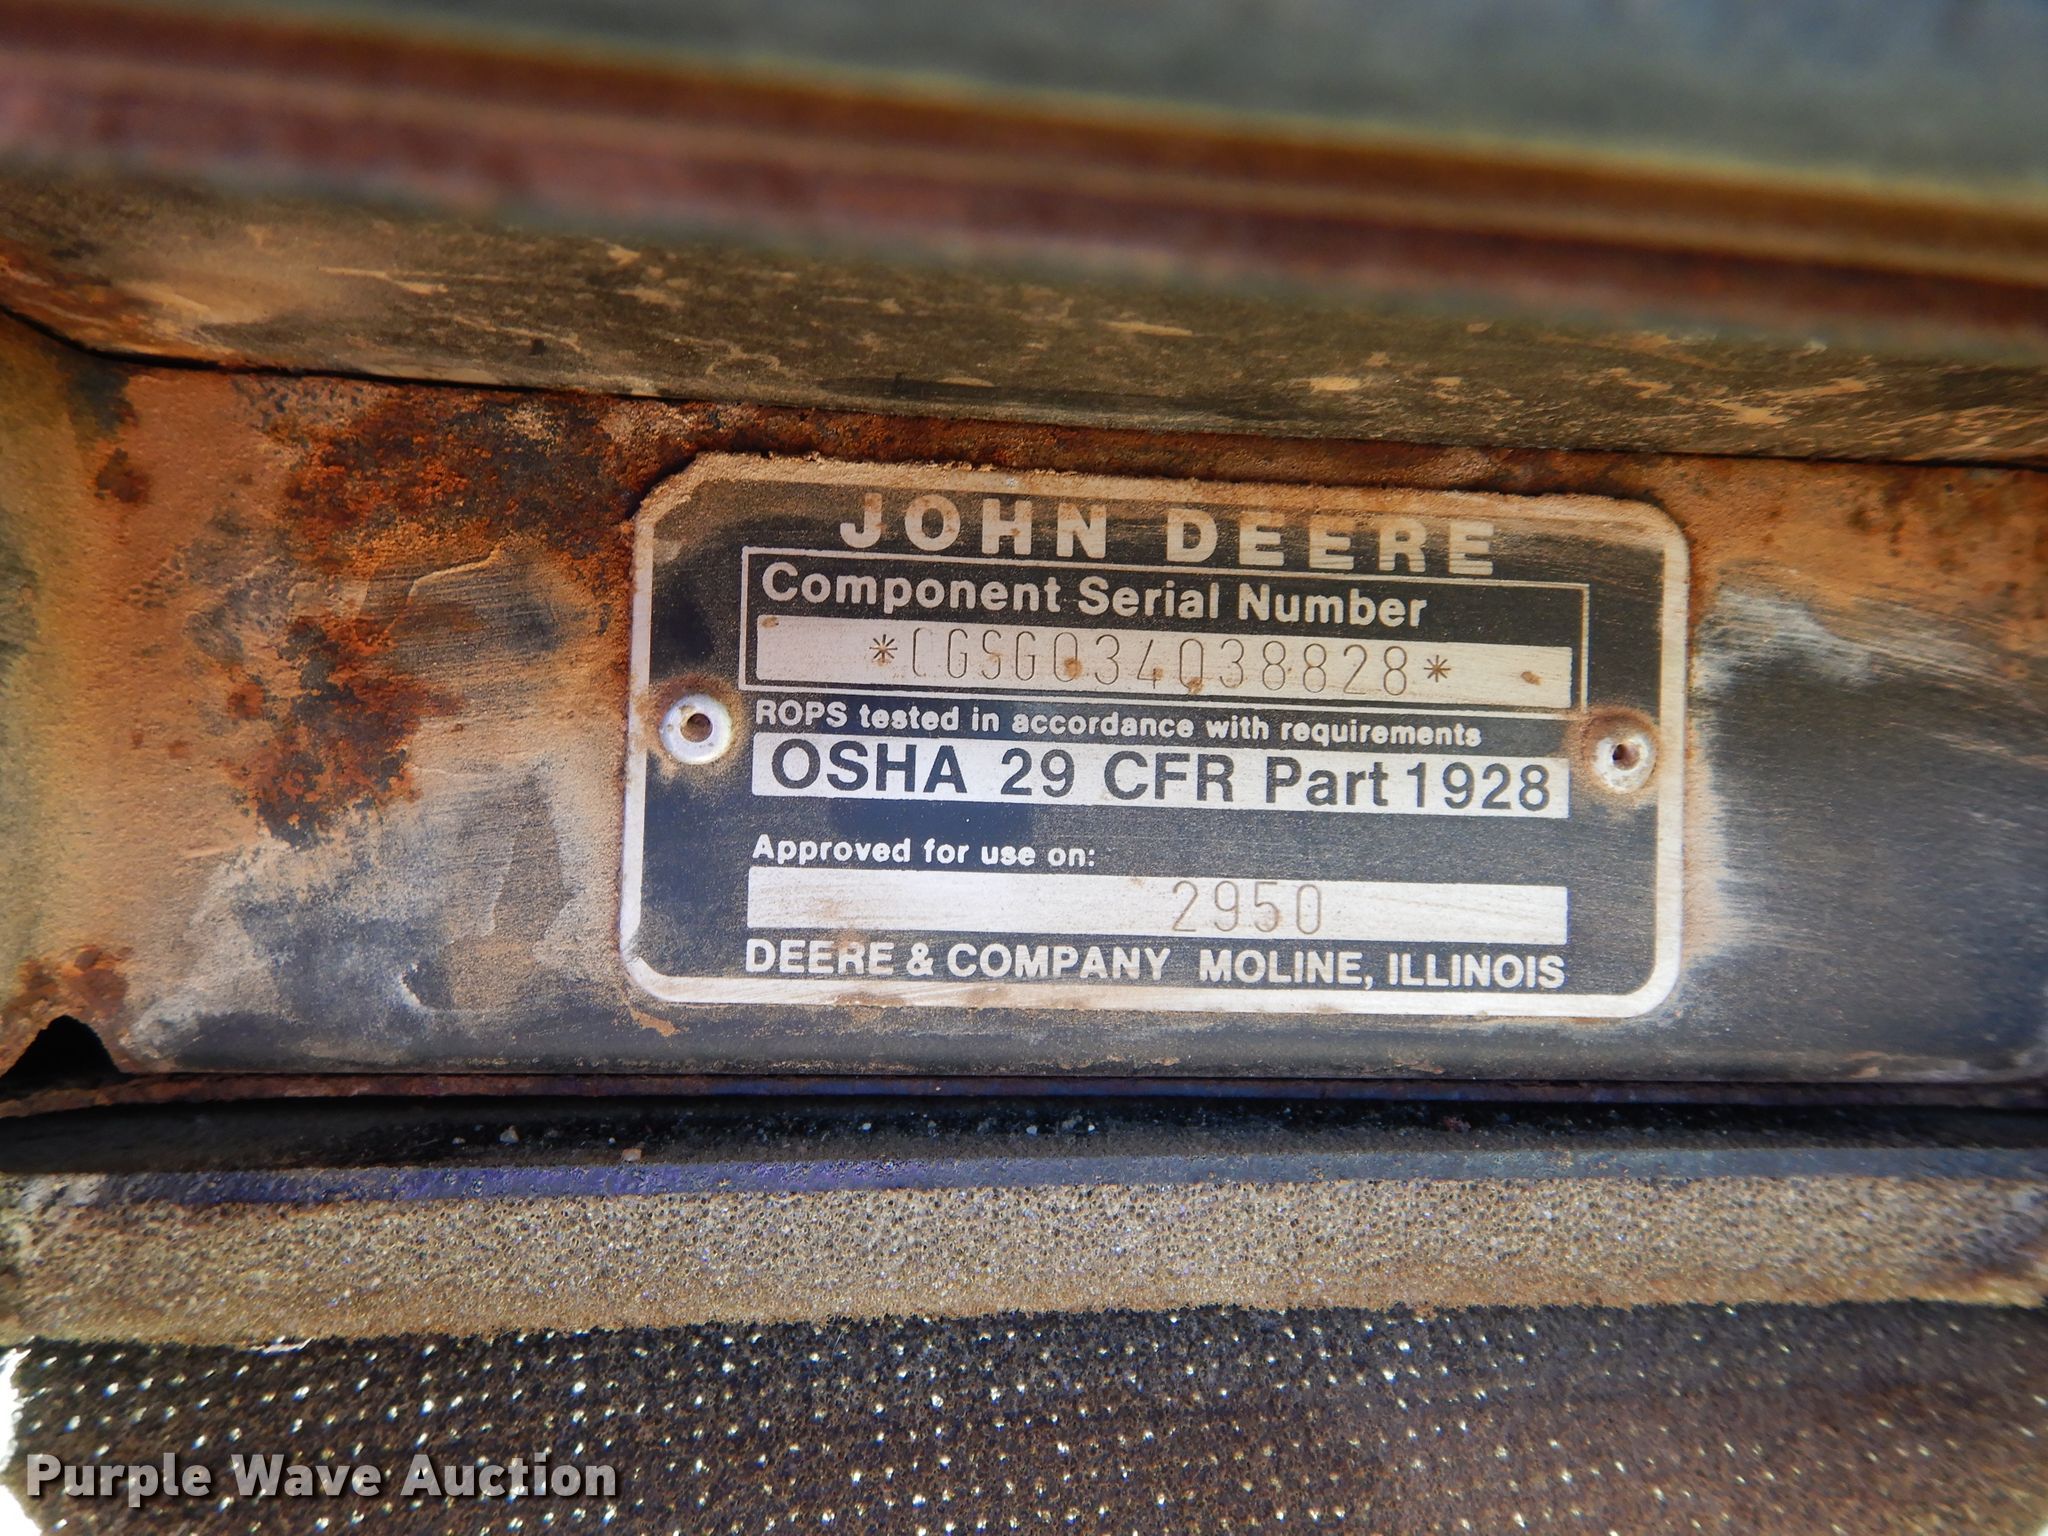 JOHN DEERE
Component Serial Number
*CGSG034038828*
ROPS tested in accordance with requirements
OSHA 29 CFR Part 1928
Approved for use on:
2950
DEERE & COMPANY MOLINE, ILLINOIS
Purple Wave Auction